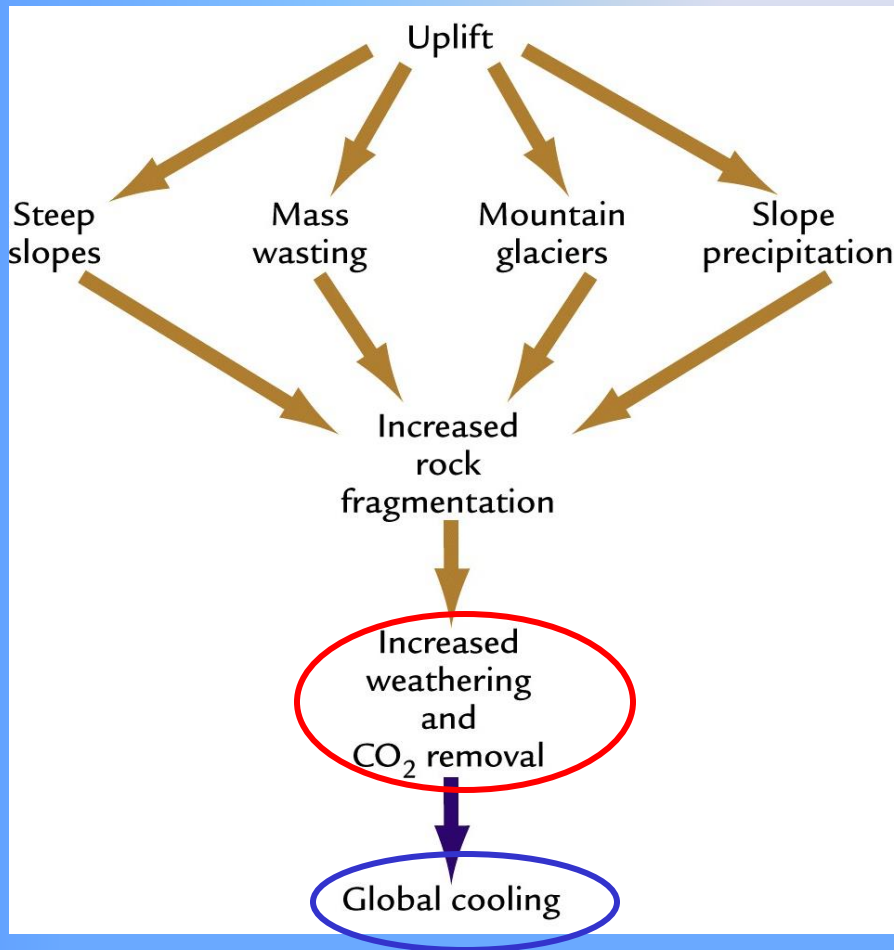 Uplift
Steep
slopes
Mass
wasting
Mountain
glaciers
Slope
precipitation
Increased
rock
fragmentation
Increased
weathering
and
CO₂ removal
Global cooling